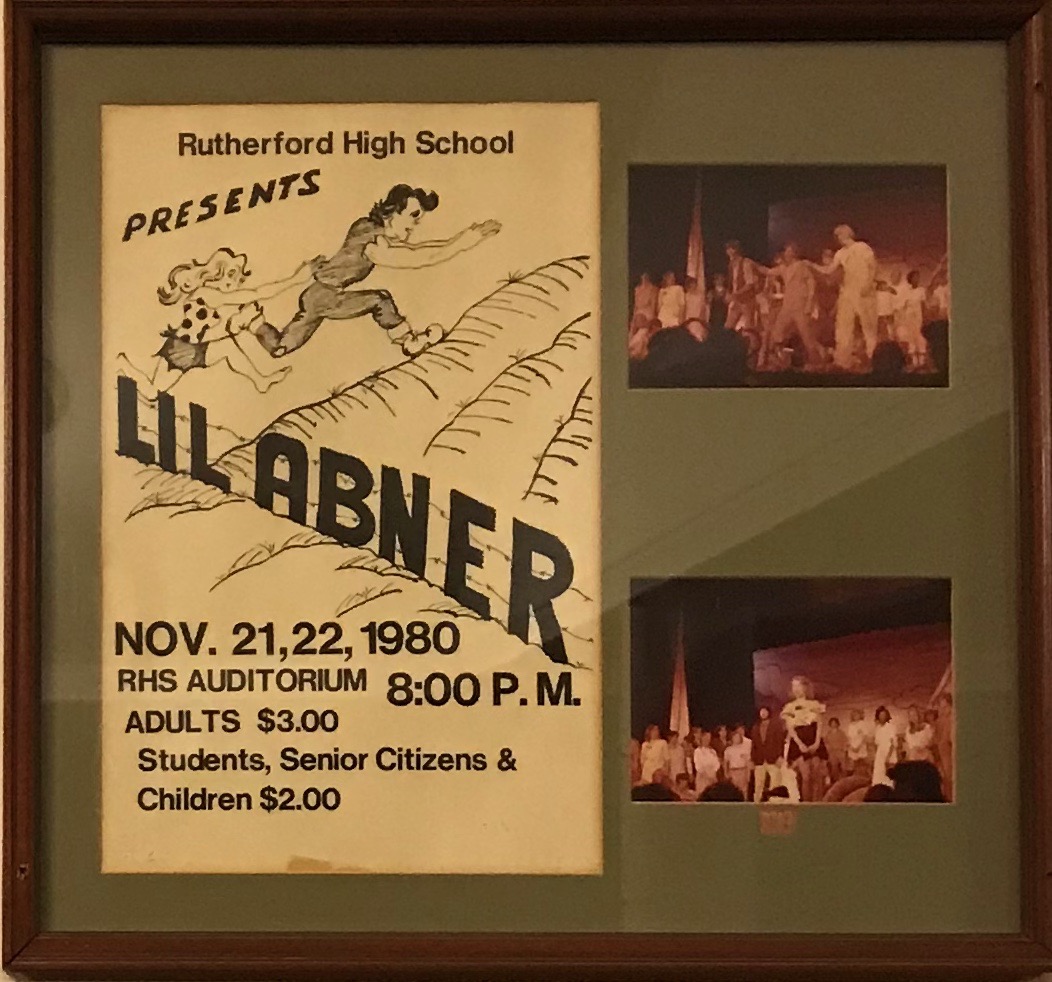 Rutherford High School
PRESENTS
LIL ABNER
NOV. 21,22, 1980
RHS AUDITORIUM 8:00 P.M.
ADULTS $3.00
Students, Senior Citizens &
Children $2.00